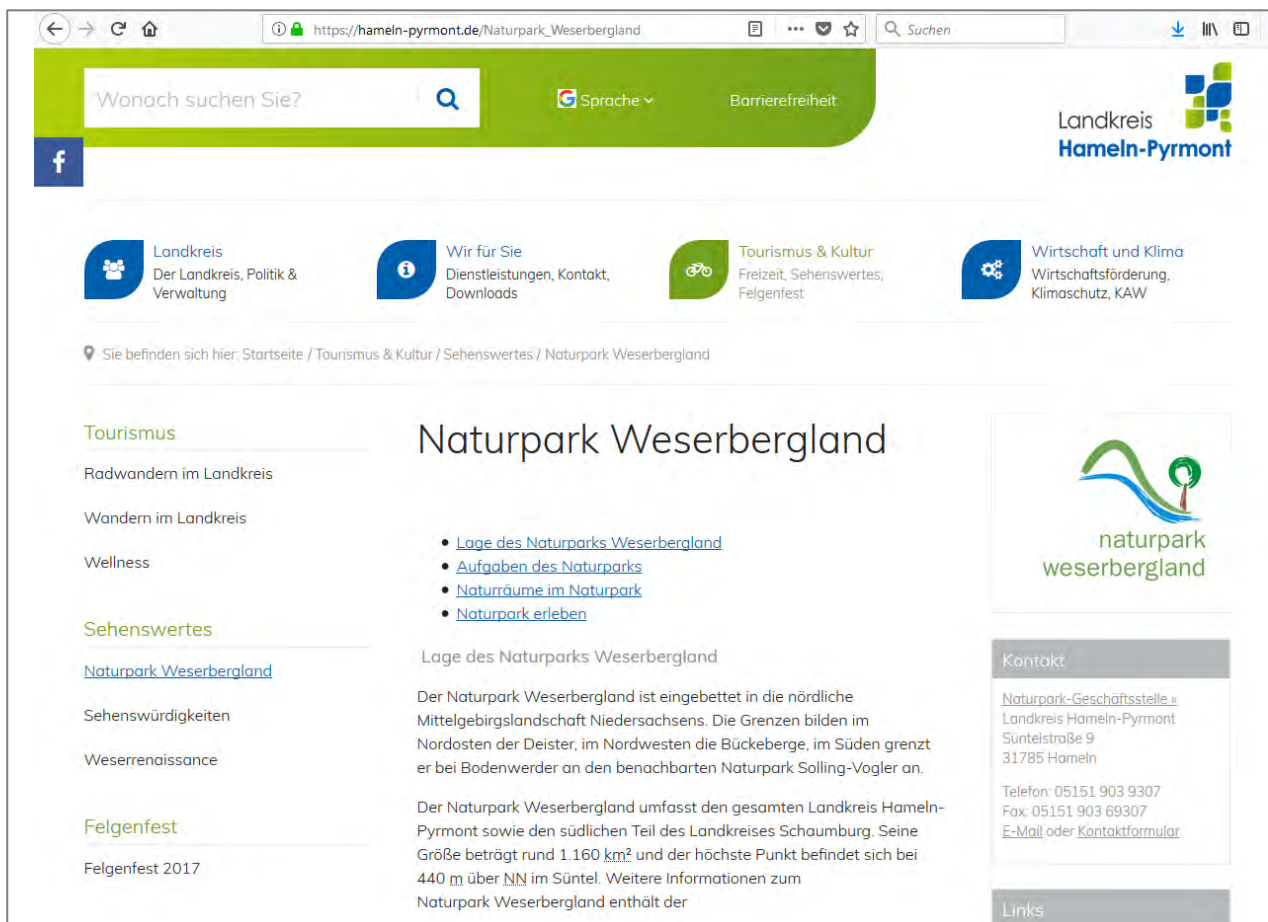 https://hameln-pyrmont.de/Naturpark_Weserbergland
Suchen
Wonach suchen Sie?
G Sprache
Barrierefreiheit
Landkreis
Hameln-Pyrmont
f
Landkreis
Der Landkreis, Politik &
Verwaltung
Wir für Sie
Dienstleistungen, Kontakt,
Downloads
Tourismus & Kultur
Freizeit, Sehenswertes,
Felgenfest
Wirtschaft und Klima
Wirtschaftsförderung,
Klimaschutz, KAW
Sie befinden sich hier: Startseite / Tourismus & Kultur / Sehenswertes / Naturpark Weserbergland
Tourismus
Radwandern im Landkreis
Wandern im Landkreis
Wellness
Sehenswertes
Naturpark Weserbergland
Sehenswürdigkeiten
Weserrenaissance
Felgenfest
Felgenfest 2017
Naturpark Weserbergland
• Lage des Naturparks Weserbergland
• Aufgaben des Naturparks
• Naturräume im Naturpark
• Naturpark erleben
Lage des Naturparks Weserbergland
Der Naturpark Weserbergland ist eingebettet in die nördliche
Mittelgebirgslandschaft Niedersachsens. Die Grenzen bilden im
Nordosten der Deister, im Nordwesten die Bückeberge, im Süden grenzt
er bei Bodenwerder an den benachbarten Naturpark Solling-Vogler an.
Der Naturpark Weserbergland umfasst den gesamten Landkreis Hameln-
Pyrmont sowie den südlichen Teil des Landkreises Schaumburg. Seine
Größe beträgt rund 1.160 km² und der höchste Punkt befindet sich bei
440 m über NN im Süntel. Weitere Informationen zum
Naturpark Weserbergland enthält der
naturpark
weserbergland
Kontakt
Naturpark-Geschäftsstelle »
Landkreis Hameln-Pyrmont
Süntelstraße 9
31785 Hameln
Telefon: 05151 903 9307
Fax: 05151 903 69307
E-Mail oder Kontaktformular
Links